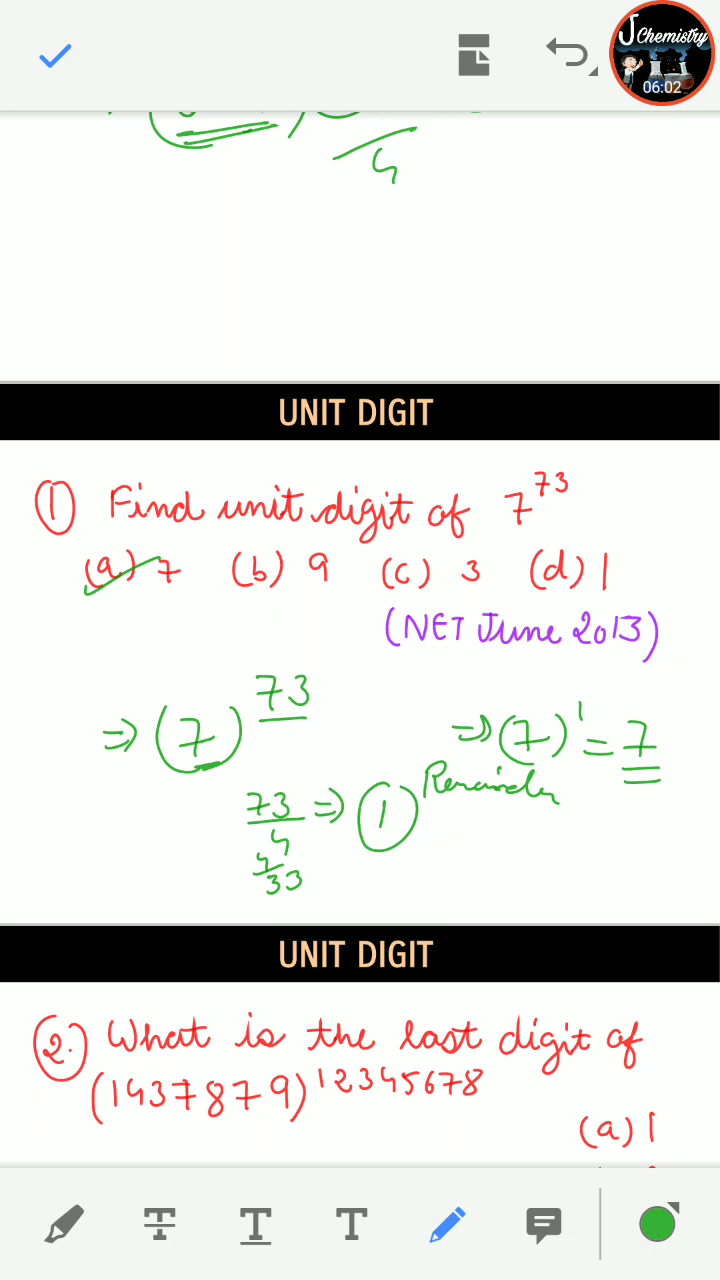 J Chemistry
06:02
4
UNIT DIGIT
① Find unit digit of 7^73
(a) 7 (b) 9 (c) 3 (d) 1
(NET June 2013)
⇒ (7)^73 ⇒ (7)^1 = 7
73/4 ⇒ ① Remainder
33
UNIT DIGIT
2. What is the last digit of
(1437879)^12345678
(a) 1
T T T